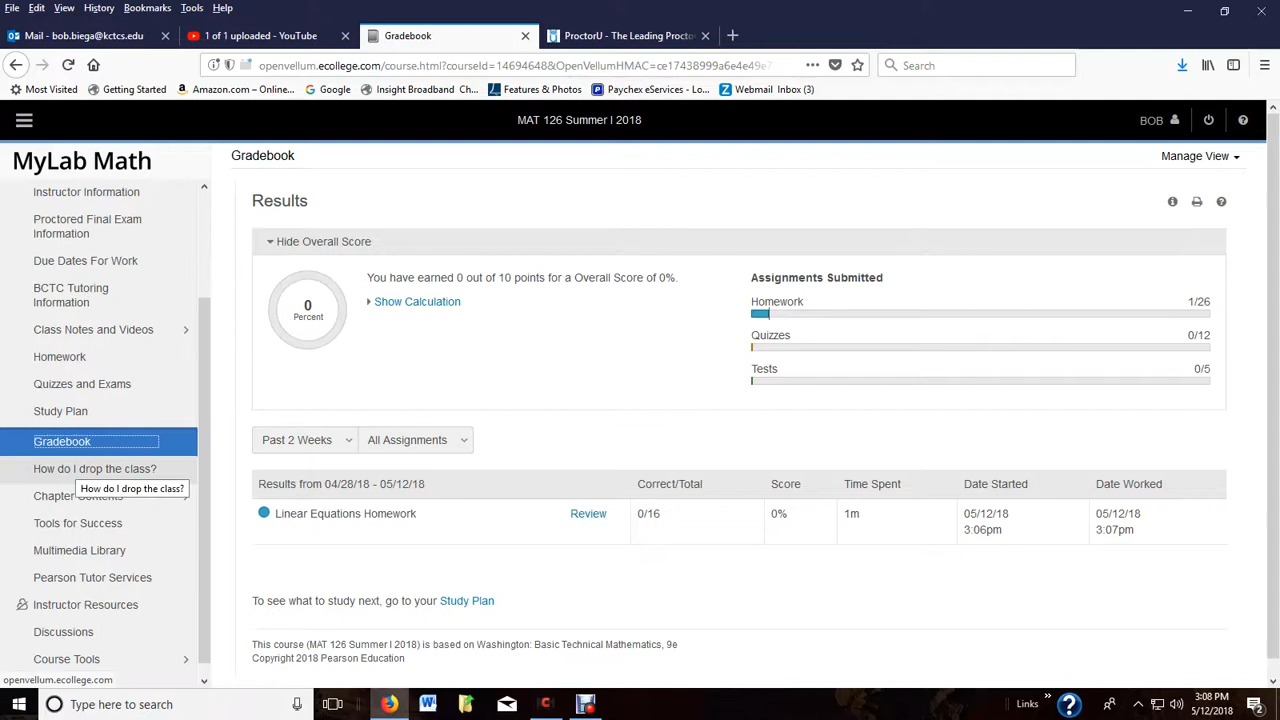 File Edit View History Bookmarks Tools Help
Mail - bob.biega@kctcs.edu
1 of 1 uploaded - YouTube
Gradebook
ProctorU - The Leading Procto
openvellum.ecollege.com/course.html?courseId=14694648&OpenVellumHMAC=ce17438999a6e4e49e7
Search
Most Visited Getting Started Amazon.com – Online... Google Insight Broadband Ch... Features & Photos Paychex eServices - Lo... Webmail Inbox (3)
MAT 126 Summer I 2018
BOB
MyLab Math
Instructor Information
Proctored Final Exam
Information
Due Dates For Work
BCTC Tutoring
Information
Class Notes and Videos
Homework
Quizzes and Exams
Study Plan
Gradebook
How do I drop the class?
How do I drop the class?
Chapter Contents
Tools for Success
Multimedia Library
Pearson Tutor Services
Instructor Resources
Discussions
Course Tools
openvellum.ecollege.com
Gradebook
Manage View
Results
Hide Overall Score
0
Percent
You have earned 0 out of 10 points for a Overall Score of 0%.
Show Calculation
Assignments Submitted
Homework 1/26
Quizzes 0/12
Tests 0/5
Past 2 Weeks All Assignments
Results from 04/28/18 - 05/12/18 Correct/Total Score Time Spent Date Started Date Worked
Linear Equations Homework Review 0/16 0% 1m 05/12/18 05/12/18
3:06pm 3:07pm
To see what to study next, go to your Study Plan
This course (MAT 126 Summer I 2018) is based on Washington: Basic Technical Mathematics, 9e
Copyright 2018 Pearson Education
Type here to search
Links
3:08 PM
5/12/2018